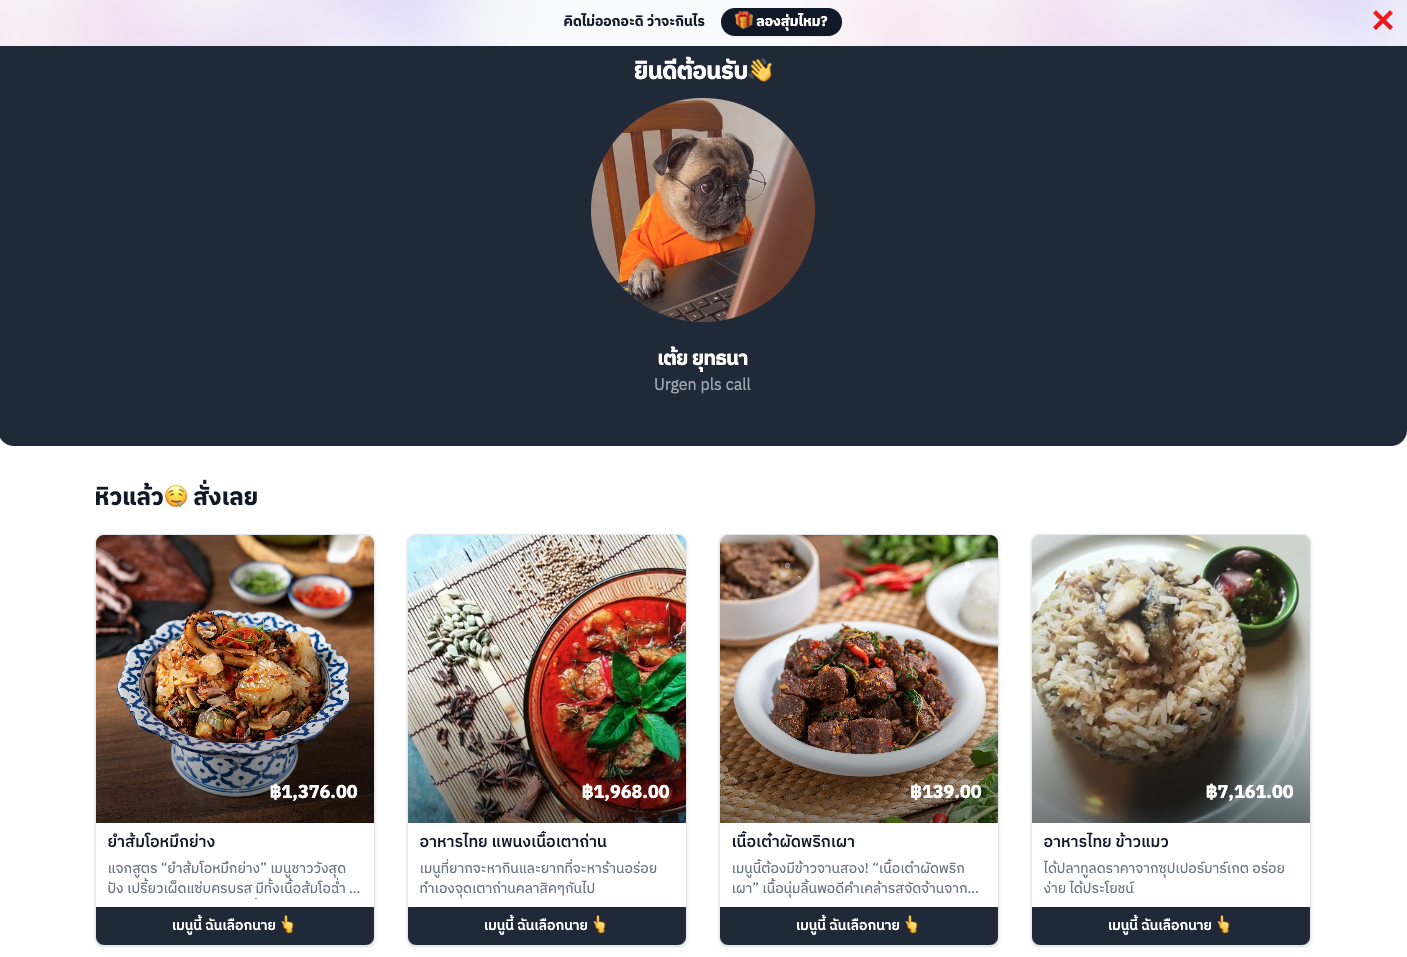 คิดไม่ออกอะดิ ว่าจะกินไร
🎁 ลองสุ่มไหม?
ยินดีต้อนรับ👋
เต้ย ยุทธนา
Urgen pls call
หิวแล้ว🤤 สั่งเลย
฿1,376.00
ยำส้มโอหมึกย่าง
แจกสูตร “ยำส้มโอหมึกย่าง” เมนูชาววังสุด
ปัง เปรี้ยวเผ็ดแซ่บครบรส มีทั้งเนื้อส้มโอฉ่ำ ...
เมนูนี้ ฉันเลือกนาย 👆
฿1,968.00
อาหารไทย แพนงเนื้อเตาถ่าน
เมนูที่ยากจะหากินและยากที่จะหาร้านอร่อย
ทำเองจุดเตาถ่านคลาสิคๆกันไป
เมนูนี้ ฉันเลือกนาย 👆
฿139.00
เนื้อเต๋าผัดพริกเผา
เมนูนี้ต้องมีข้าวจานสอง! “เนื้อเต๋าผัดพริก
เผา” เนื้อนุ่มลิ้นพอดีคำเคล้ารสจัดจ้านจาก...
เมนูนี้ ฉันเลือกนาย 👆
฿7,161.00
อาหารไทย ข้าวแมว
ได้ปลาทูลดราคาจากซุปเปอร์มาร์เกต อร่อย
ง่าย ได้ประโยชน์
เมนูนี้ ฉันเลือกนาย 👆